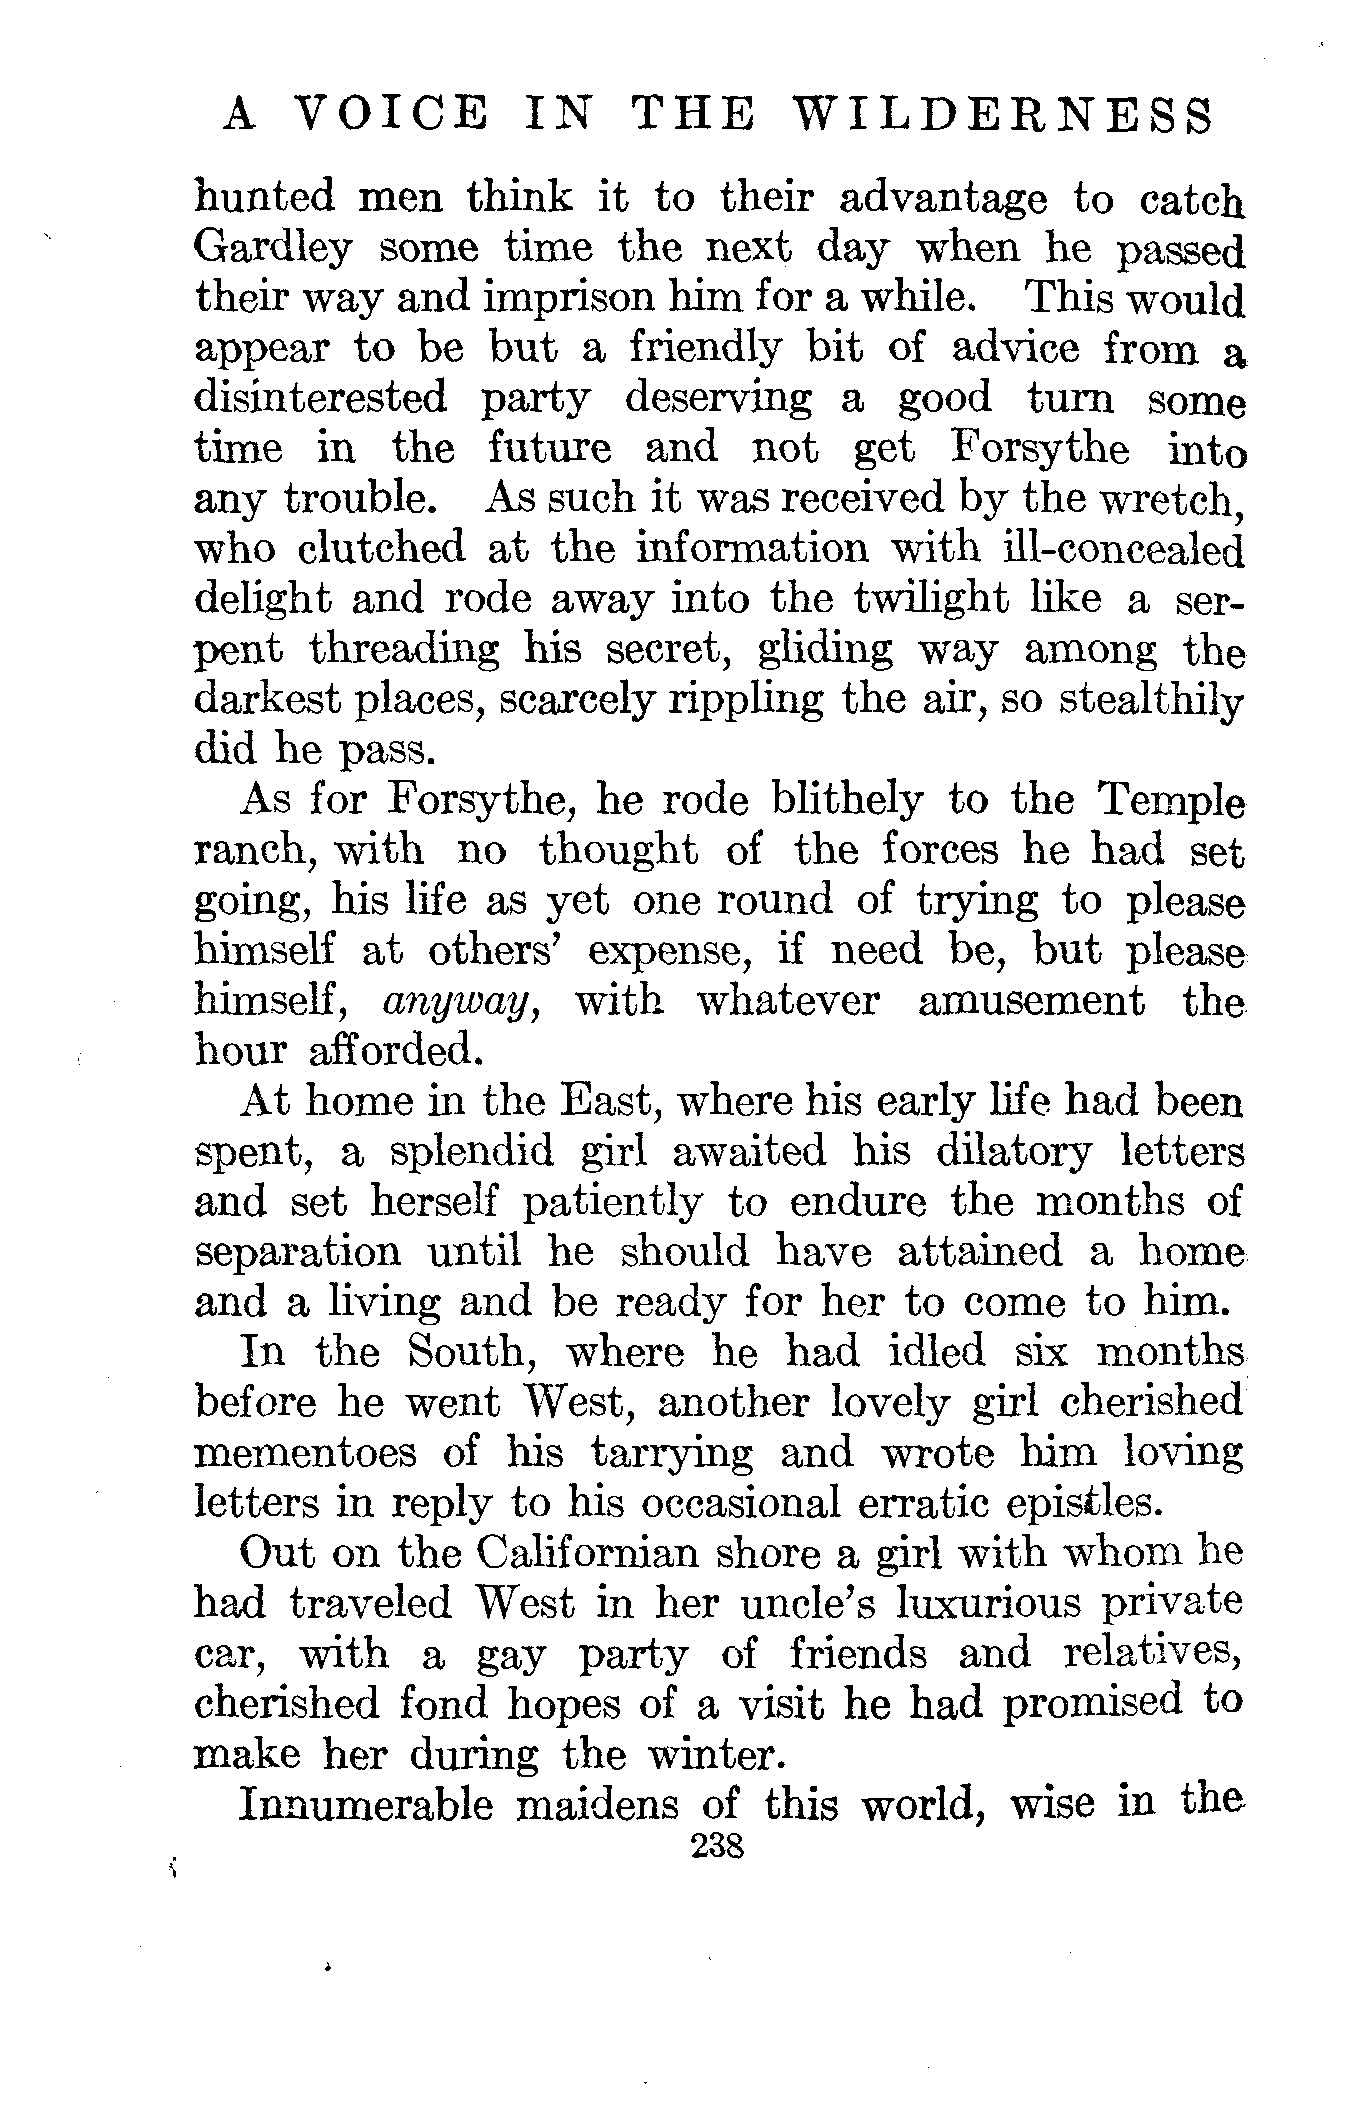 A VOICE IN THE WILDERNESS
hunted men think it to their advantage to catch
Gardley some time the next day when he passed
their way and imprison him for a while. This would
appear to be but a friendly bit of advice from a
disinterested party deserving a good turn some
time in the future and not get Forsythe into
any trouble. As such it was received by the wretch,
who clutched at the information with ill-concealed
delight and rode away into the twilight like a ser-
pent threading his secret, gliding way among the
darkest places, scarcely rippling the air, so stealthily
did he pass.
As for Forsythe, he rode blithely to the Temple
ranch, with no thought of the forces he had set
going, his life as yet one round of trying to please
himself at others' expense, if need be, but please
himself, anyway, with whatever amusement the
hour afforded.
At home in the East, where his early life had been
spent, a splendid girl awaited his dilatory letters
and set herself patiently to endure the months of
separation until he should have attained a home
and a living and be ready for her to come to him.
In the South, where he had idled six months
before he went West, another lovely girl cherished
mementoes of his tarrying and wrote him loving
letters in reply to his occasional erratic epistles.
Out on the Californian shore a girl with whom he
had traveled West in her uncle's luxurious private
car, with a gay party of friends and relatives,
cherished fond hopes of a visit he had promised to
make her during the winter.
Innumerable maidens of this world, wise in the
238